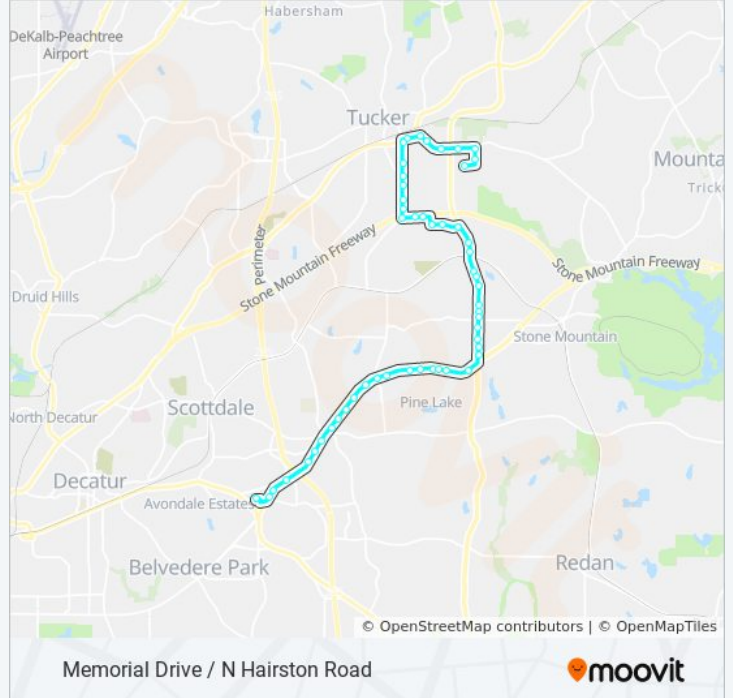 Habersham
DeKalb-Peachtree
Airport
Tucker
Mounta
Trick
Perimeter
Stone Mountain Freeway
Stone Mountain Freeway
Druid Hills
Stone Mountain
Pine Lake
Scottdale
North Decatur
Decatur
Avondale Estates
Belvedere Park
Redan
© OpenStreetMap contributors | © OpenMapTiles
Memorial Drive / N Hairston Road
moovit